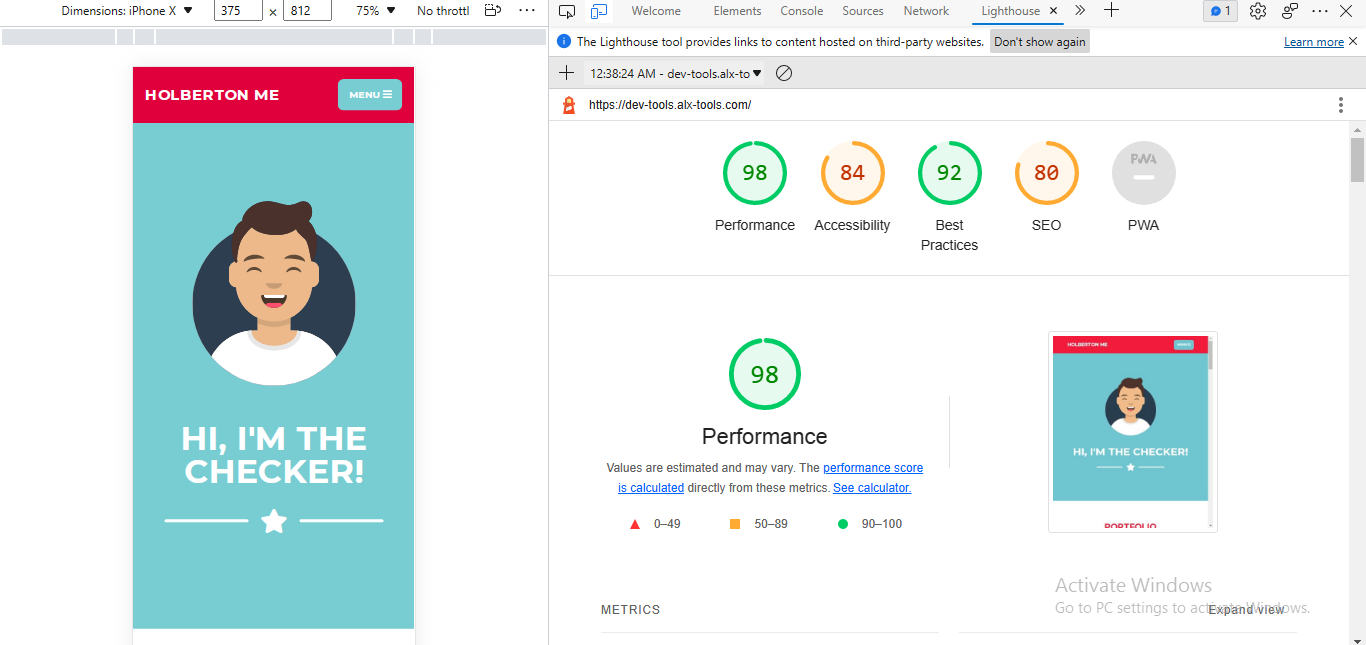 Dimensions: iPhone X 375 × 812 75% No throttl
HOLBERTON ME
MENU
HI, I'M THE
CHECKER!
Welcome Elements Console Sources Network Lighthouse 1
The Lighthouse tool provides links to content hosted on third-party websites. Don't show again Learn more
12:38:24 AM - dev-tools.alx-to
https://dev-tools.alx-tools.com/
98 84 92 80 PWA
Performance Accessibility Best Practices SEO PWA
98
Performance
Values are estimated and may vary. The performance score
is calculated directly from these metrics. See calculator.
0–49 50–89 90–100
HOLBERTON ME
HI, I'M THE CHECKER!
PORTFOLIO
METRICS
Expand view
Activate Windows
Go to PC settings to activate Windows.